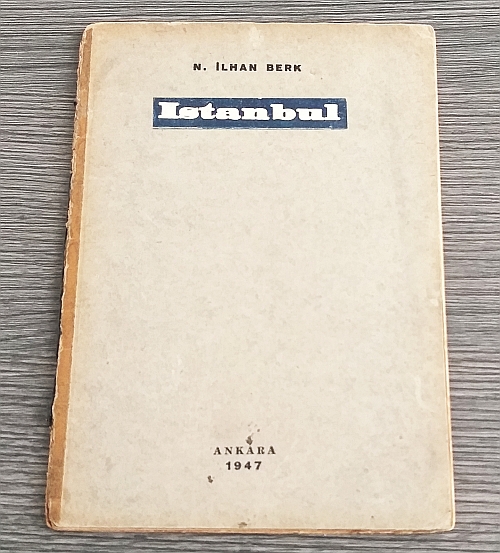 N. İLHAN BERK
Istanbul
ANKARA
1947